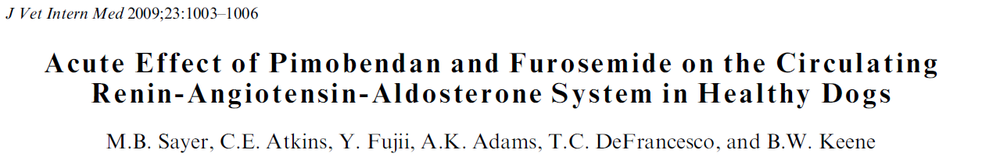 J Vet Intern Med 2009;23:1003–1006
Acute Effect of Pimobendan and Furosemide on the Circulating
Renin-Angiotensin-Aldosterone System in Healthy Dogs
M.B. Sayer, C.E. Atkins, Y. Fujii, A.K. Adams, T.C. DeFrancesco, and B.W. Keene